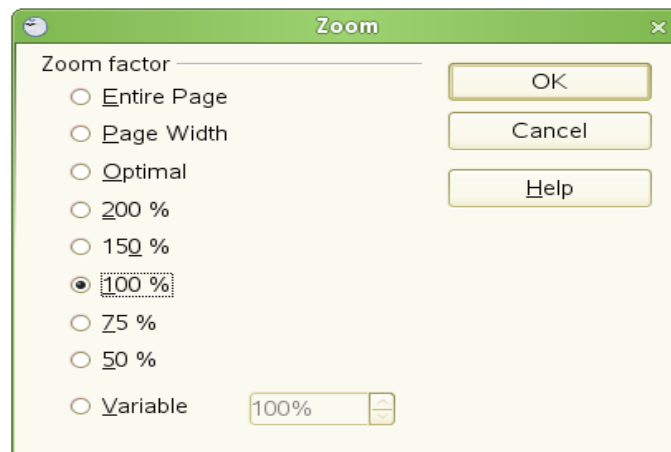 Zoom
Zoom factor
Entire Page
Page Width
Optimal
200 %
150 %
100 %
75 %
50 %
Variable
100%
OK
Cancel
Help